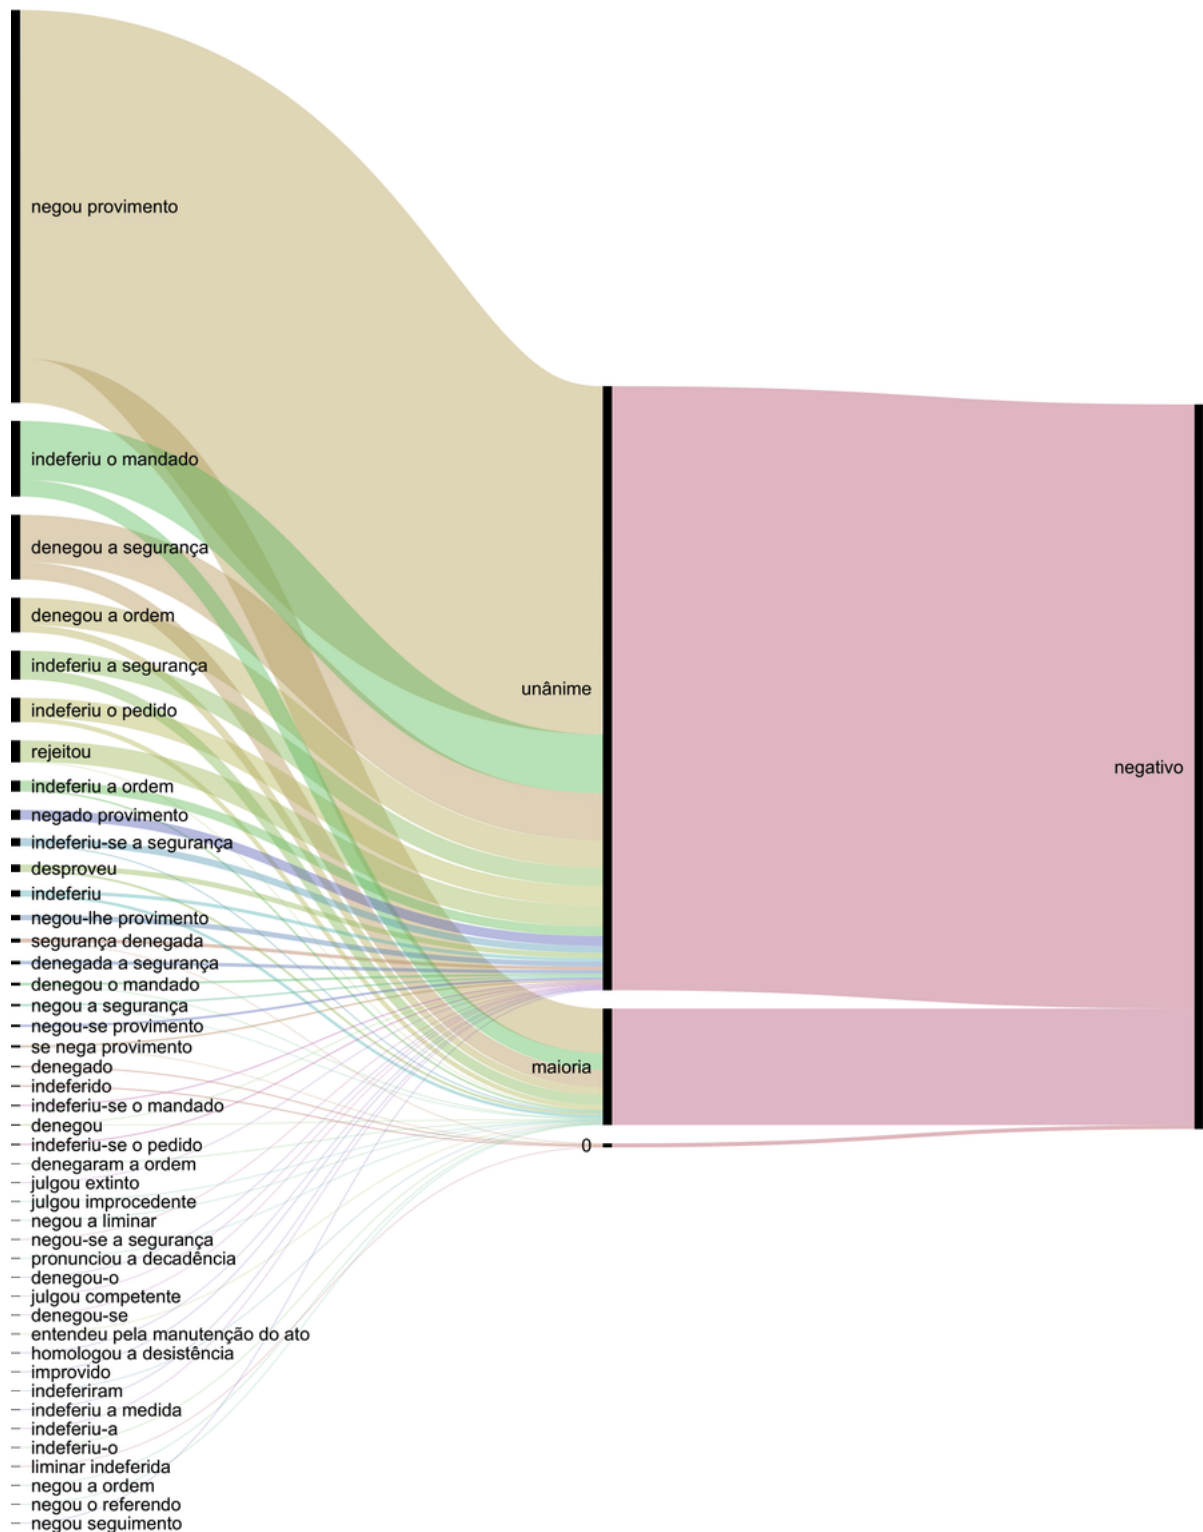 negou provimento
indeferiu o mandado
denegou a segurança
denegou a ordem
indeferiu a segurança
unânime
indeferiu o pedido
rejeitou
negativo
indeferiu a ordem
negado provimento
indeferiu-se a segurança
desproveu
indeferiu
negou-lhe provimento
segurança denegada
denegada a segurança
denegou o mandado
negou a segurança
negou-se provimento
se nega provimento
denegado
maioria
indeferido
indeferiu-se o mandado
denegou
indeferiu-se o pedido
0
denegaram a ordem
julgou extinto
julgou improcedente
negou a liminar
negou-se a segurança
pronunciou a decadência
denegou-o
julgou competente
denegou-se
entendeu pela manutenção do ato
homologou a desistência
improvido
indeferiram
indeferiu a medida
indeferiu-a
indeferiu-o
liminar indeferida
negou a ordem
negou o referendo
negou seguimento